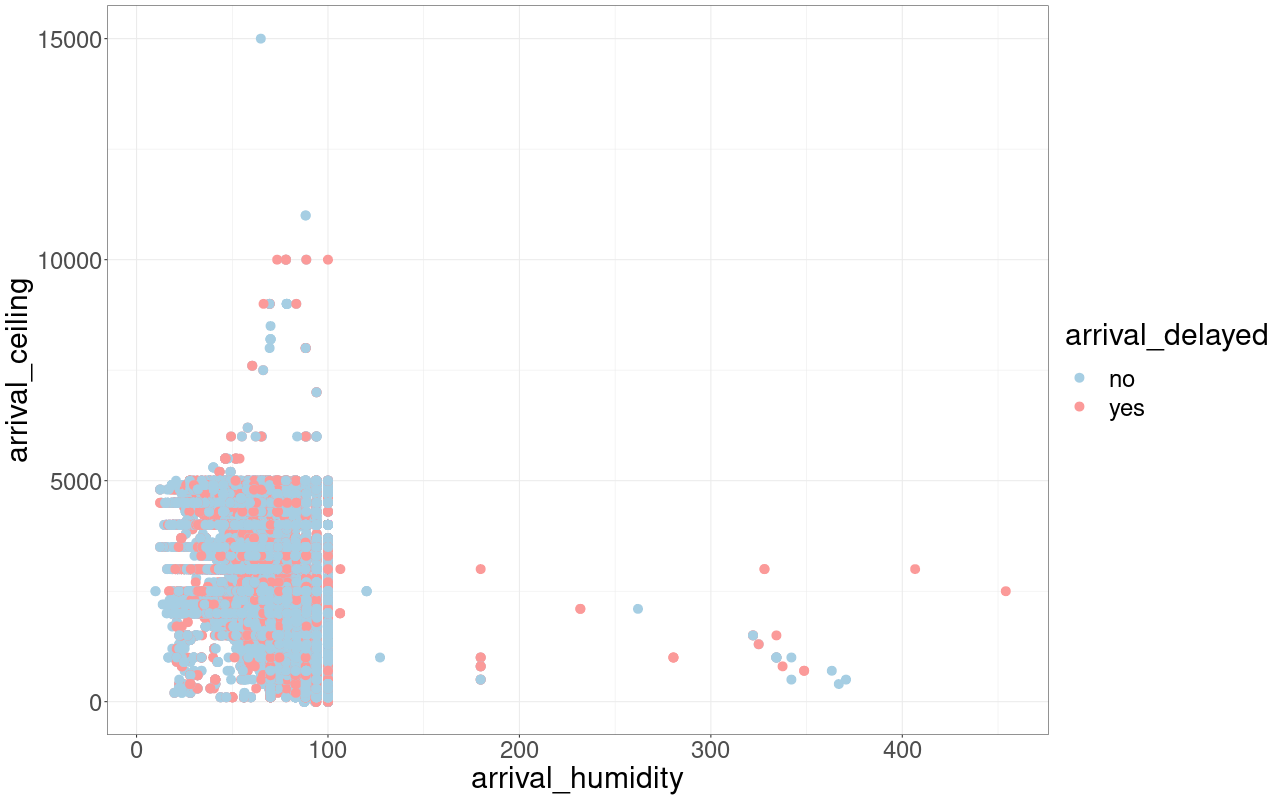 15000
10000
5000
0
arrival_ceiling
0 100 200 300 400
arrival_humidity
arrival_delayed
no
yes